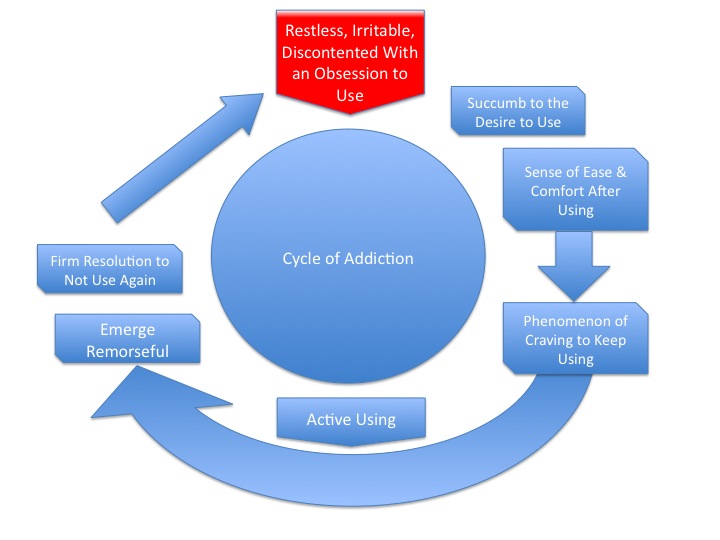 Restless, Irritable,
Discontented With
an Obsession to
Use
Succumb to the
Desire to Use
Sense of Ease &
Comfort After
Using
Phenomenon of
Craving to Keep
Using
Active Using
Emerge
Remorseful
Firm Resolution to
Not Use Again
Cycle of Addiction